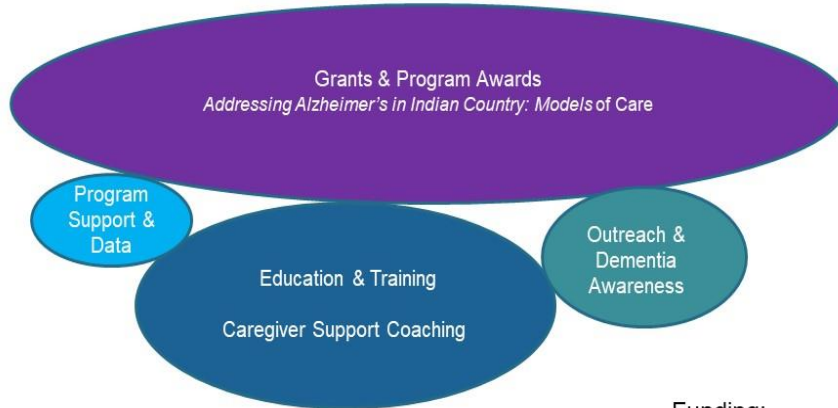 Grants & Program Awards
Addressing Alzheimer's in Indian Country: Models of Care
Program
Support &
Data
Education & Training
Caregiver Support Coaching
Outreach &
Dementia
Awareness